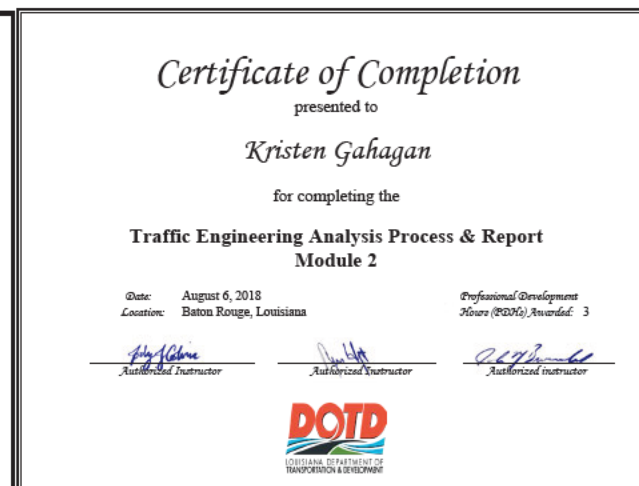 Certificate of Completion
presented to
Kristen Gahagan
for completing the
Traffic Engineering Analysis Process & Report
Module 2
Date: August 6, 2018
Location: Baton Rouge, Louisiana
Professional Development
Hours (PDHs) Awarded: 3
Authorized Instructor
Authorized Instructor
Authorized instructor
DOTD
LOUISIANA DEPARTMENT OF
TRANSPORTATION & DEVELOPMENT